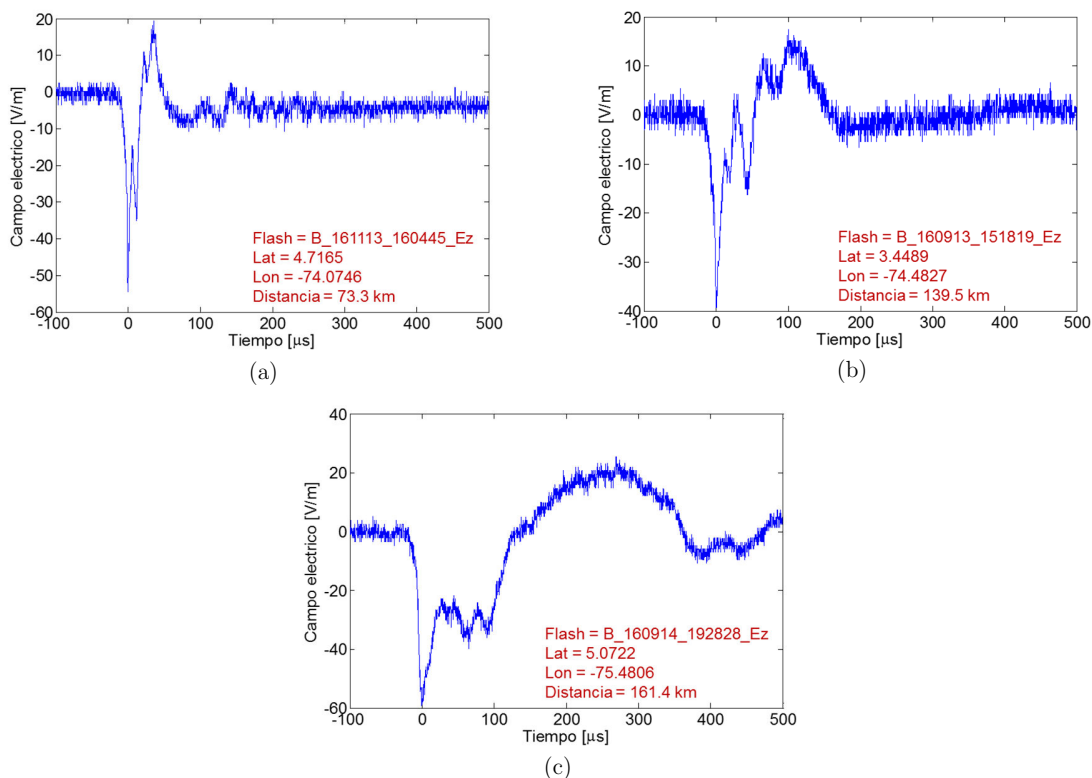 20
10
0
-10
-20
-30
-40
-50
-60
-100
0
100
200
300
400
500
Campo electrico [V/m]
Tiempo [µs]
Flash = B_161113_160445_Ez
Lat = 4.7165
Lon = -74.0746
Distancia = 73.3 km
(a)
20
10
0
-10
-20
-30
-40
-100
0
100
200
300
400
500
Campo electrico [V/m]
Tiempo [µs]
Flash = B_160913_151819_Ez
Lat = 3.4489
Lon = -74.4827
Distancia = 139.5 km
(b)
40
20
0
-20
-40
-60
-100
0
100
200
300
400
500
Campo electrico [V/m]
Tiempo [µs]
Flash = B_160914_192828_Ez
Lat = 5.0722
Lon = -75.4806
Distancia = 161.4 km
(c)